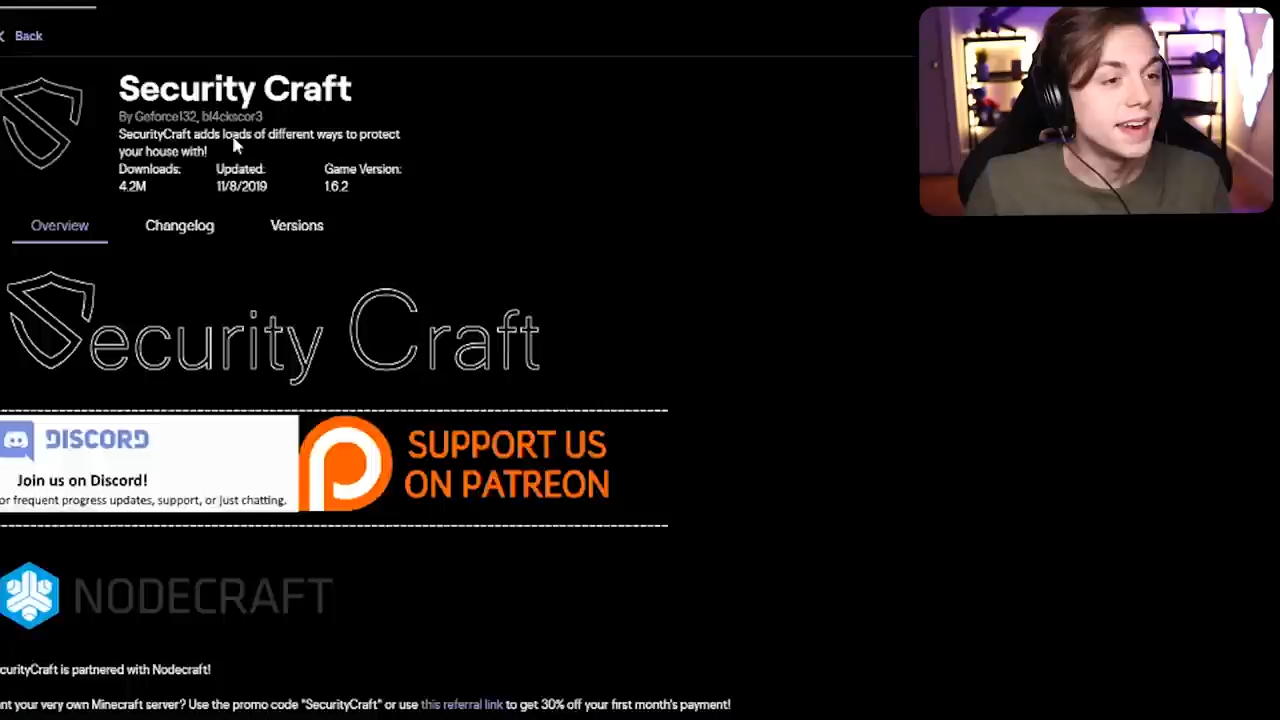 Back
Security Craft
By Geforce132, bl4ckscor3
SecurityCraft adds loads of different ways to protect
your house with!
Downloads: Updated: Game Version:
4.2M 11/8/2019 1.6.2
Overview Changelog Versions
Security Craft
DISCORD
Join us on Discord!
or frequent progress updates, support, or just chatting.
SUPPORT US
ON PATREON
NODECRAFT
curityCraft is partnered with Nodecraft!
nt your very own Minecraft server? Use the promo code "SecurityCraft" or use this referral link to get 30% off your first month's payment!